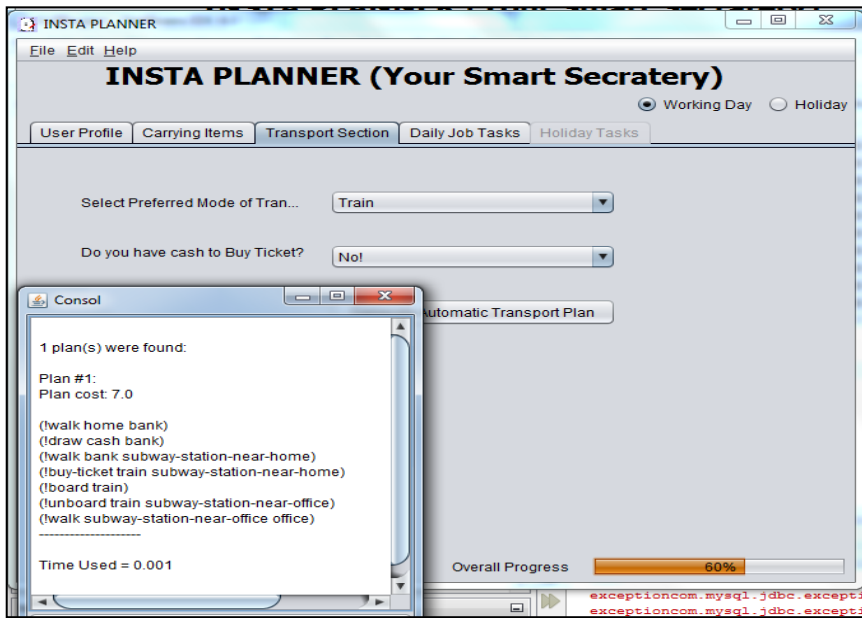 INSTA PLANNER
File Edit Help
INSTA PLANNER (Your Smart Secratery)
Working Day Holiday
User Profile Carrying Items Transport Section Daily Job Tasks Holiday Tasks
Select Preferred Mode of Tran... Train
Do you have cash to Buy Ticket? No!
Automatic Transport Plan
Consol
1 plan(s) were found:
Plan #1:
Plan cost: 7.0
(!walk home bank)
(!draw cash bank)
(!walk bank subway-station-near-home)
(!buy-ticket train subway-station-near-home)
(!board train)
(!unboard train subway-station-near-office)
(!walk subway-station-near-office office)
--------------------
Time Used = 0.001
Overall Progress 60%
exceptioncom.mysql.jdbc.excepti
exceptioncom.mysql.jdbc.excepti